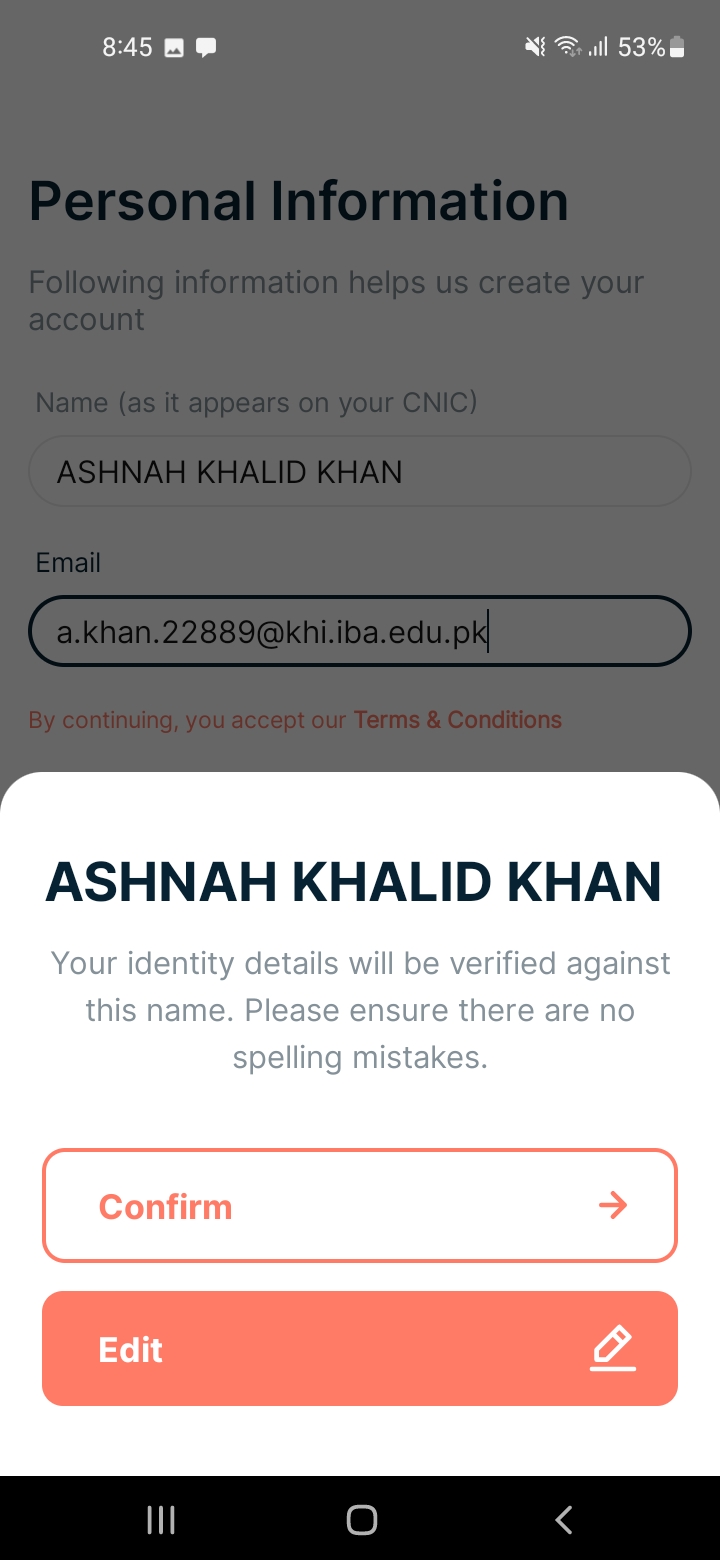 8:45
53%
Personal Information
Following information helps us create your
account
Name (as it appears on your CNIC)
ASHNAH KHALID KHAN
Email
a.khan.22889@khi.iba.edu.pk
By continuing, you accept our Terms & Conditions
ASHNAH KHALID KHAN
Your identity details will be verified against
this name. Please ensure there are no
spelling mistakes.
Confirm
Edit